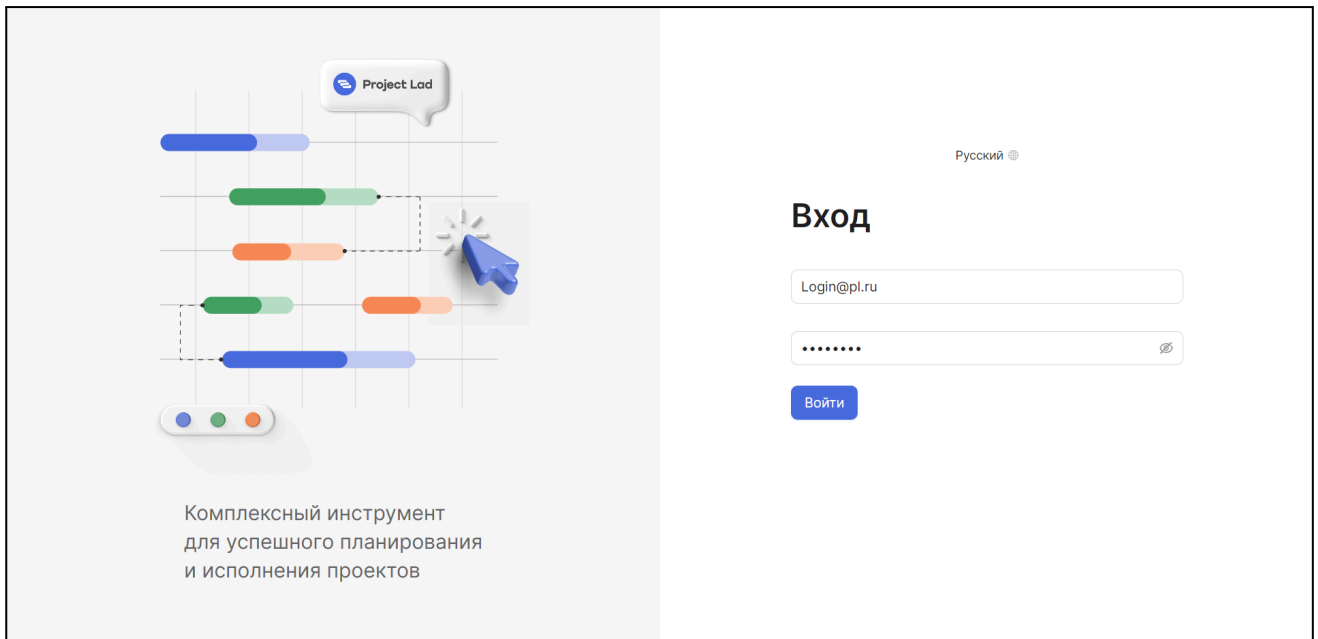 Project Lad
Комплексный инструмент
для успешного планирования
и исполнения проектов
Русский
Вход
Login@pl.ru
••••••••
Войти